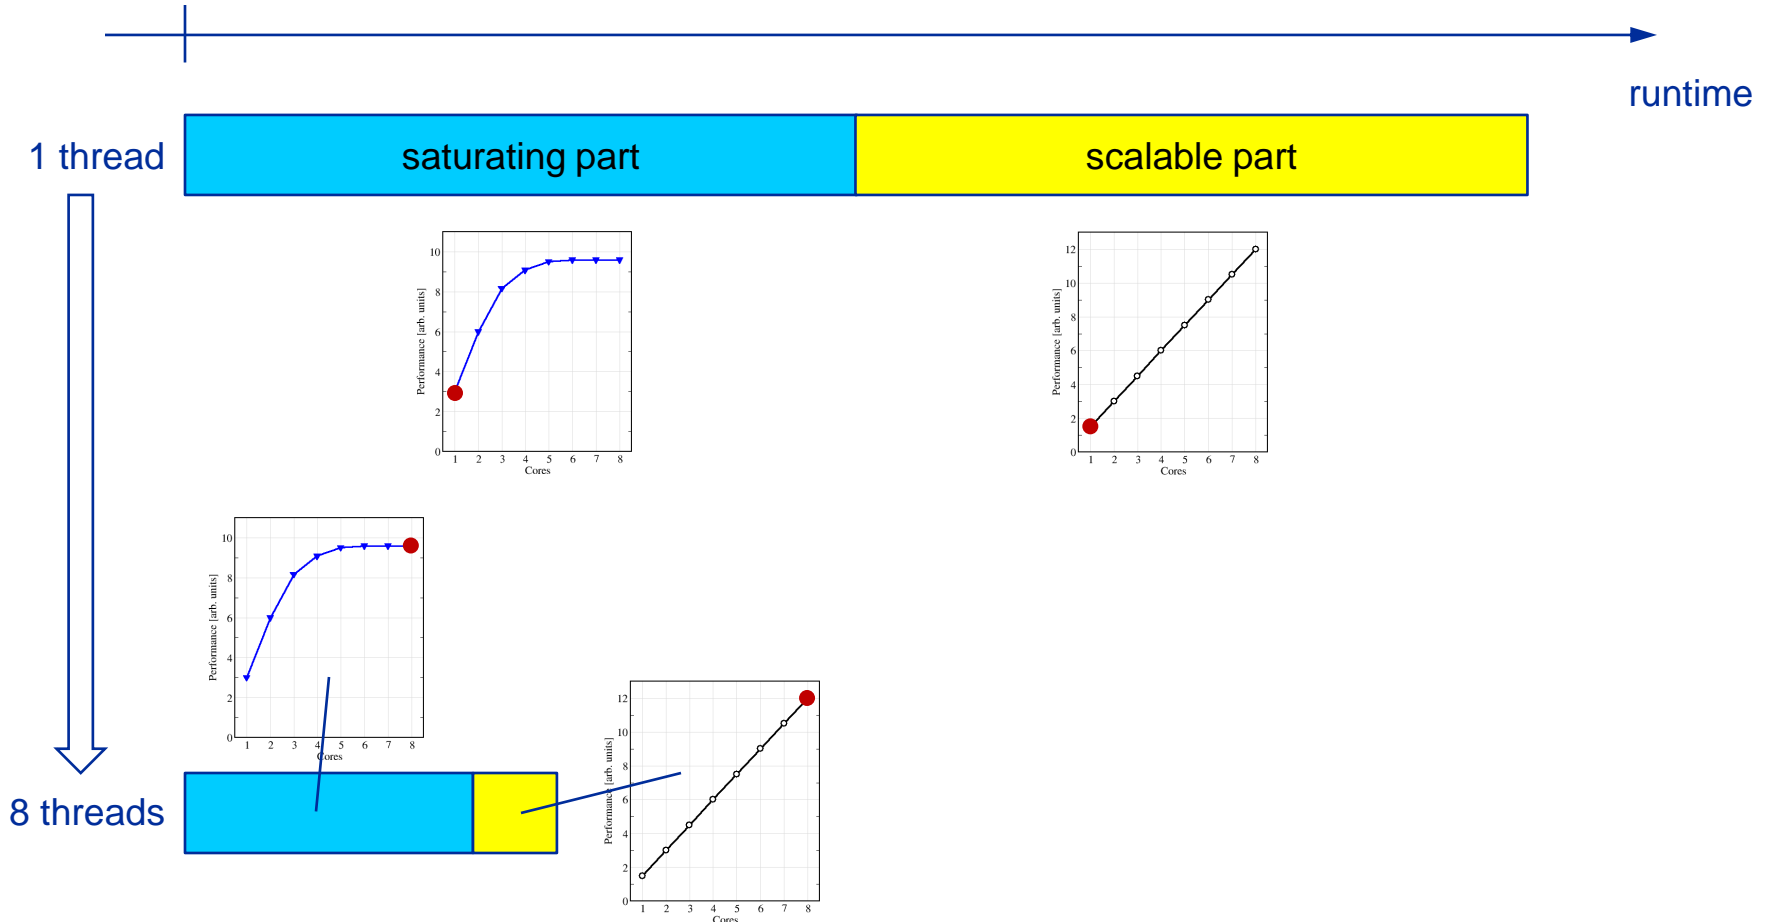 runtime
1 thread
saturating part
scalable part
10
8
6
4
2
0
Performance [arb. units]
1 2 3 4 5 6 7 8
Cores
12
10
8
6
4
2
0
Performance [arb. units]
1 2 3 4 5 6 7 8
Cores
10
8
6
4
2
0
Performance [arb. units]
1 2 3 4 5 6 7 8
Cores
12
10
8
6
4
2
0
Performance [arb. units]
1 2 3 4 5 6 7 8
Cores
8 threads